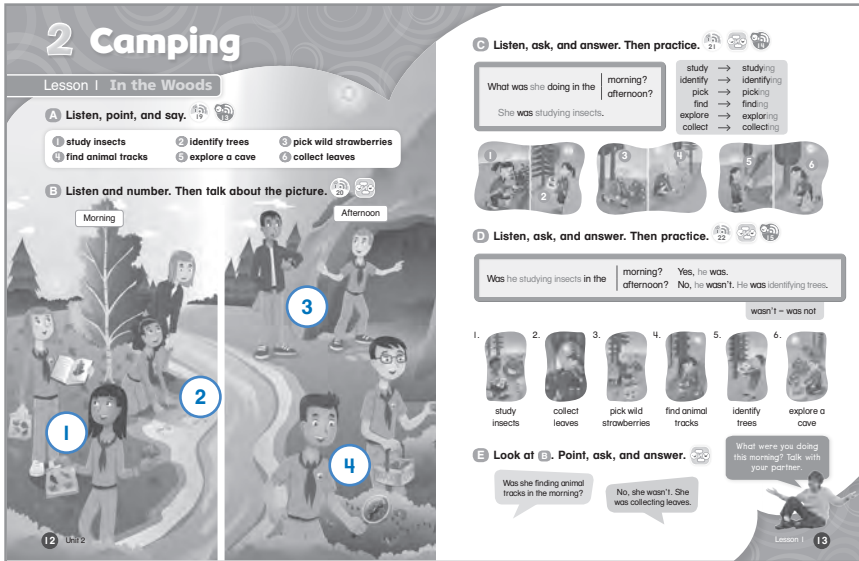 2 Camping
Lesson 1 In the Woods
A Listen, point, and say. 19 13
1 study insects 2 identify trees 3 pick wild strawberries
4 find animal tracks 5 explore a cave 6 collect leaves
B Listen and number. Then talk about the picture. 20
Morning
Afternoon
1
2
3
4
12 Unit 2
C Listen, ask, and answer. Then practice. 21 14
What was she doing in the morning?
afternoon?
She was studying insects.
study → studying
identify → identifying
pick → picking
find → finding
explore → exploring
collect → collecting
1 2 3 4 5 6
D Listen, ask, and answer. Then practice. 22 15
Was he studying insects in the morning? Yes, he was.
afternoon? No, he wasn't. He was identifying trees.
wasn't – was not
1. 2. 3. 4. 5. 6.
study collect pick wild find animal identify explore a
insects leaves strawberries tracks trees cave
E Look at B. Point, ask, and answer.
Was she finding animal
tracks in the morning?
No, she wasn't. She
was collecting leaves.
What were you doing
this morning? Talk with
your partner.
Lesson 1 13